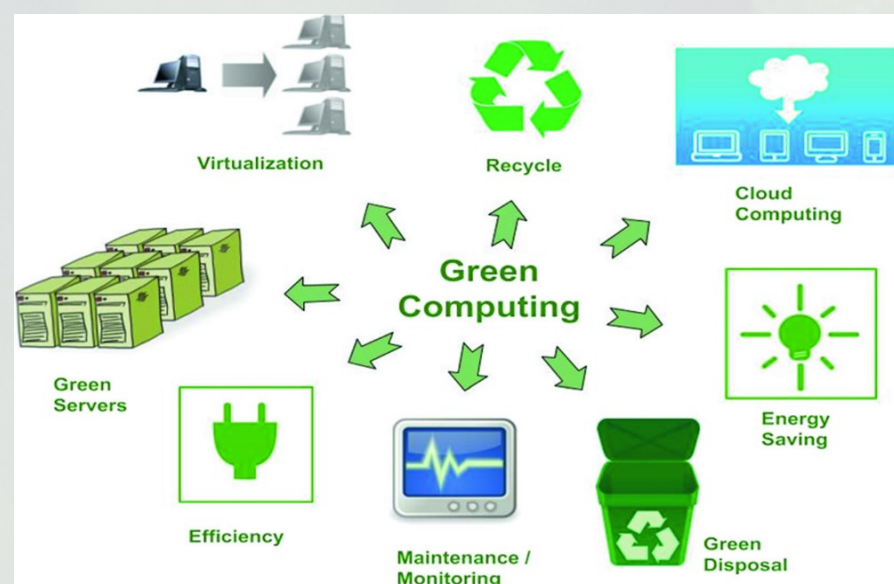 Virtualization
Recycle
Cloud
Computing
Green
Computing
Green
Servers
Energy
Saving
Efficiency
Maintenance /
Monitoring
Green
Disposal